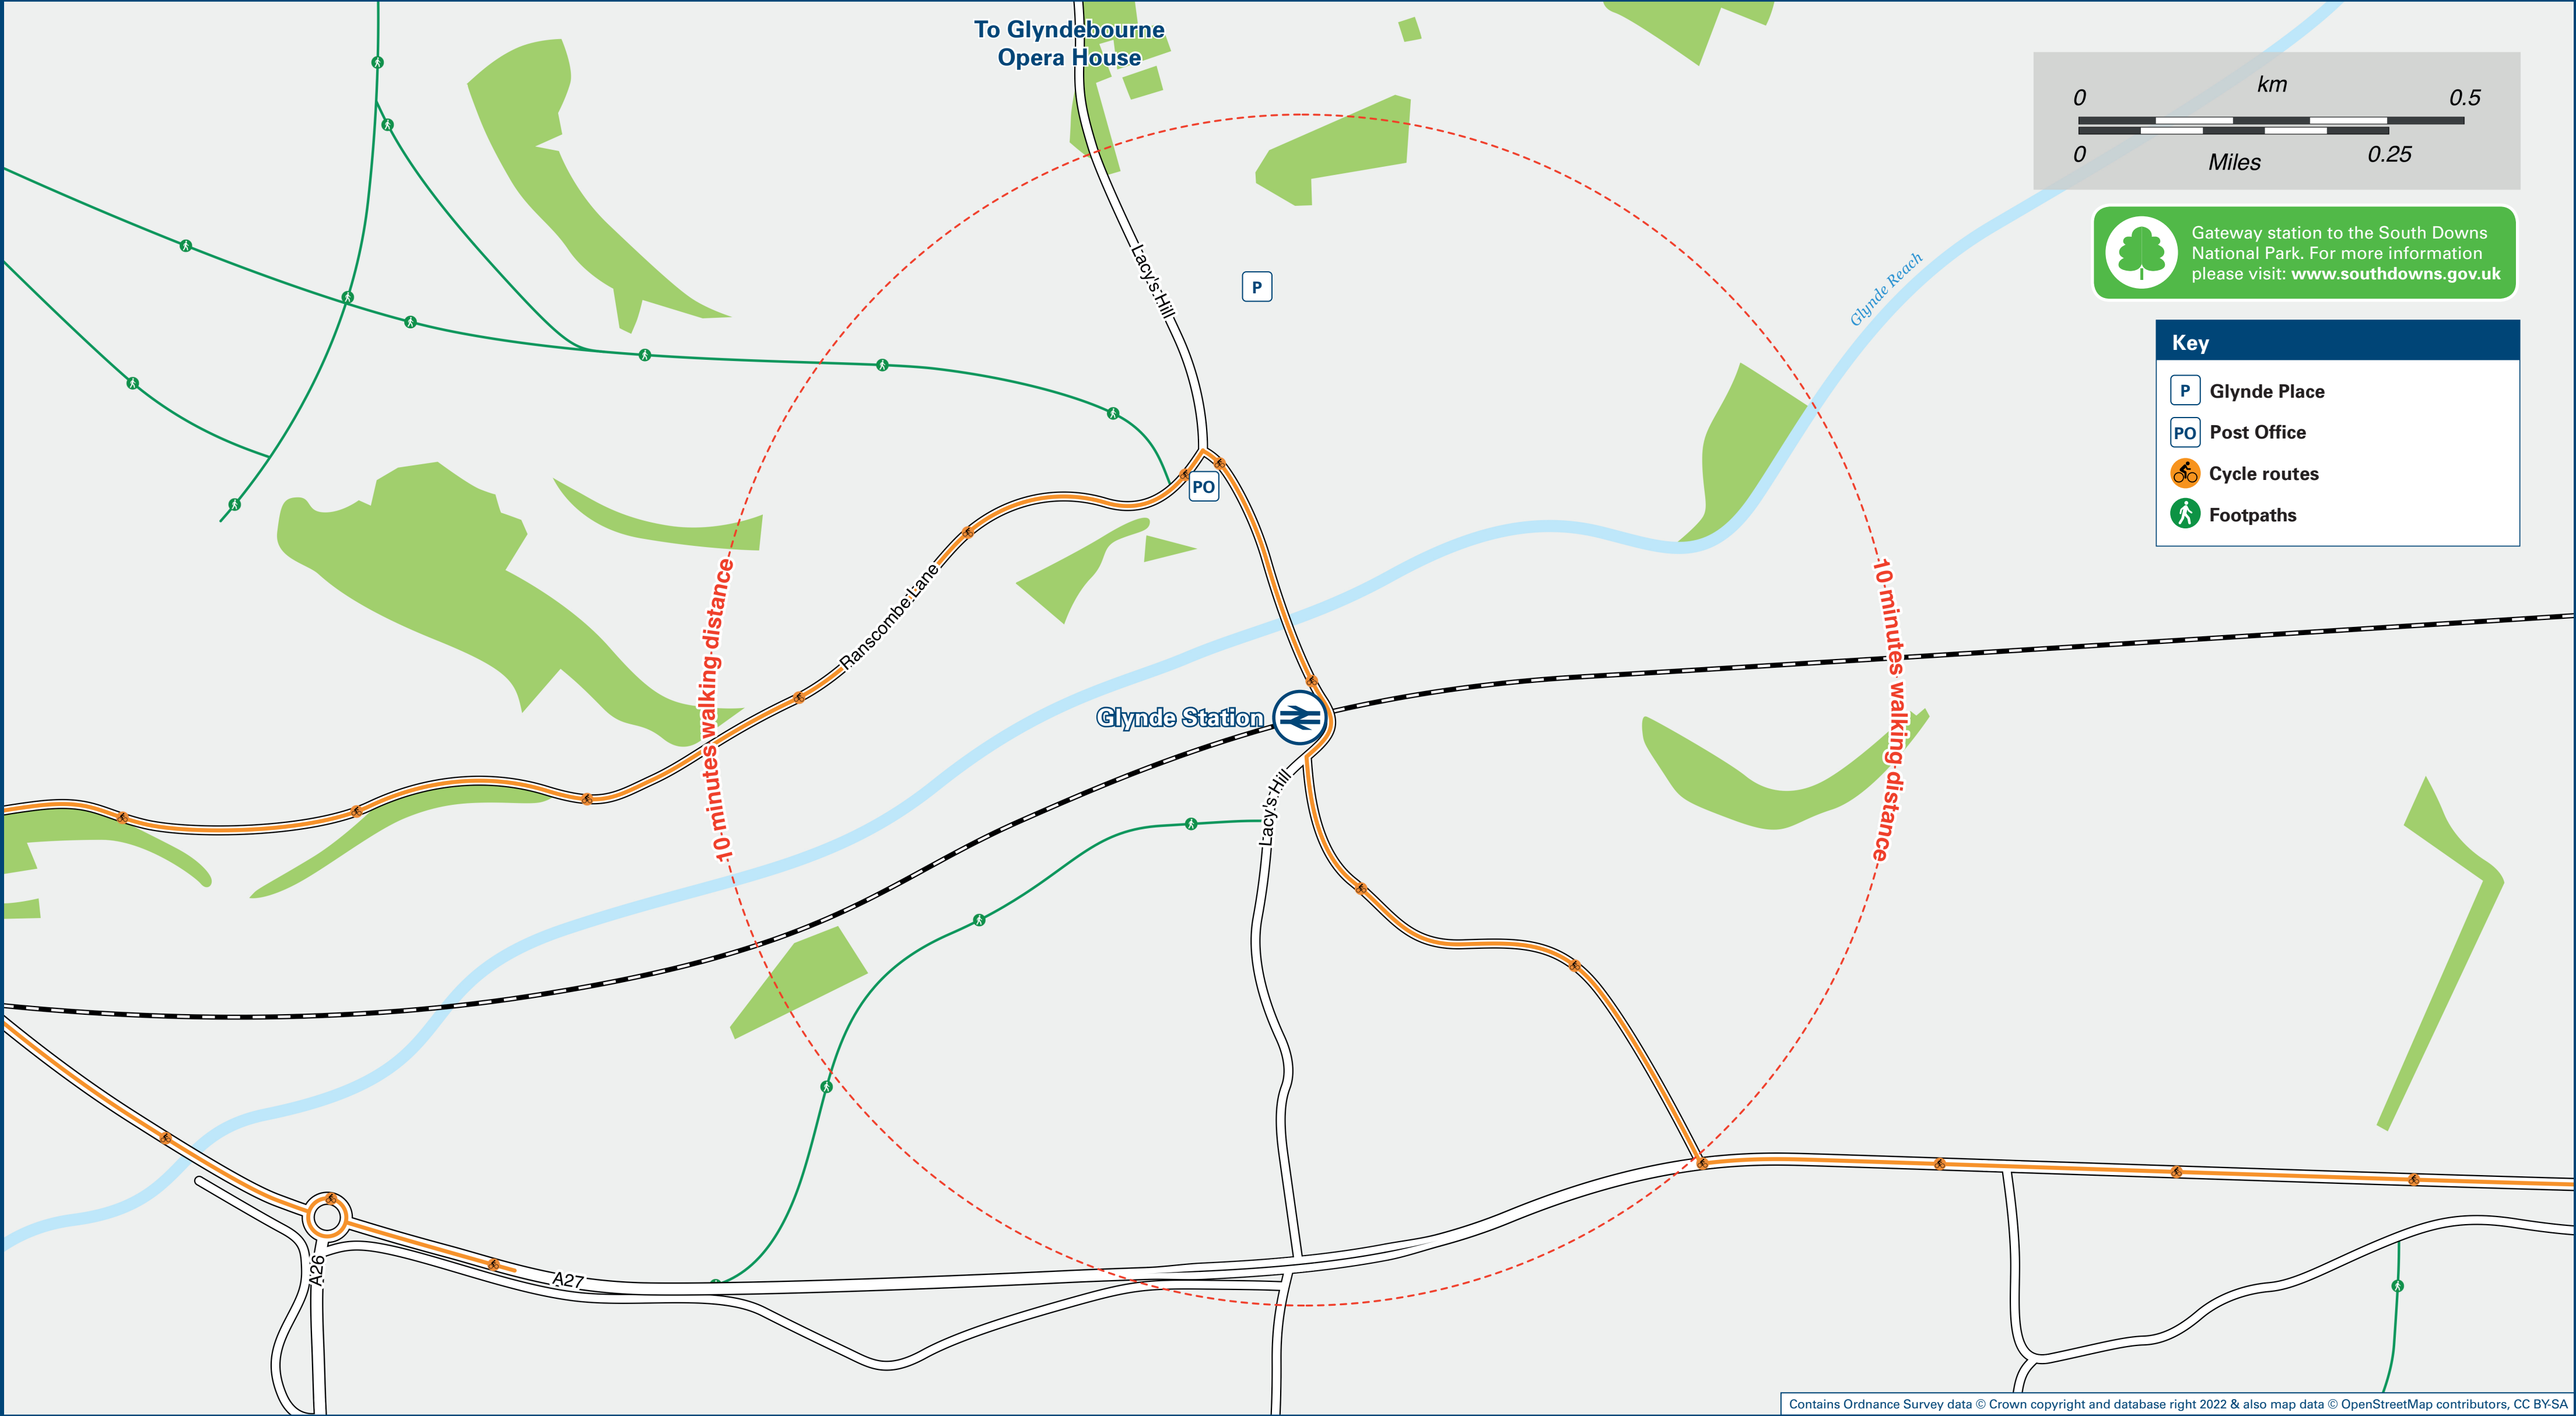 To Glyndebourne
Opera House
km
0 0.5
0 0.25
Miles
Gateway station to the South Downs
National Park. For more information
please visit: www.southdowns.gov.uk
Key
P Glynde Place
PO Post Office
Cycle routes
Footpaths
Lacy's Hill
P
Glynde Reach
PO
10 minutes walking distance
Ranscombe Lane
10 minutes walking distance
Glynde Station
Lacy's Hill
A26
A27
Contains Ordnance Survey data © Crown copyright and database right 2022 & also map data © OpenStreetMap contributors, CC BY-SA